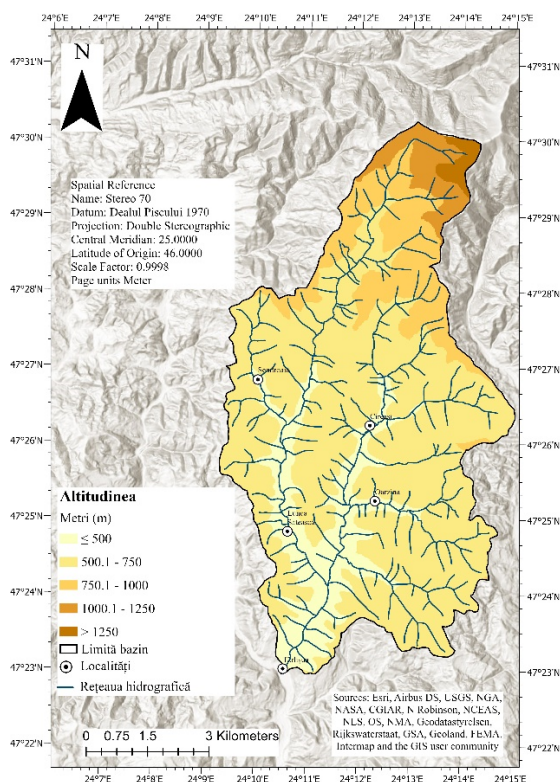 24°6'E 24°7'E 24°8'E 24°9'E 24°10'E 24°11'E 24°12'E 24°13'E 24°14'E 24°15'E
N
47°31'N 47°31'N
47°30'N 47°30'N
Spatial Reference
Name: Stereo 70
Datum: Dealul Piscului 1970
Projection: Double Stereographic
Central Meridian: 25.0000
Latitude of Origin: 46.0000
Scale Factor: 0.9998
Page units Meter
47°29'N 47°29'N
47°28'N 47°28'N
47°27'N 47°27'N
47°26'N 47°26'N
47°25'N 47°25'N
47°24'N 47°24'N
47°23'N 47°23'N
47°22'N 47°22'N
Altitudinea
Metri (m)
≤ 500
500.1 - 750
750.1 - 1000
1000.1 - 1250
> 1250
Limită bazin
Localități
Rețeaua hidrografică
0 0.75 1.5 3 Kilometers
Sources: Esri, Airbus DS, USGS, NGA,
NASA, CGIAR, N Robinson, NCEAS,
NLS, OS, NMA, Geodatastyrelsen,
Rijkswaterstaat, GSA, Geoland, FEMA,
Intermap and the GIS user community
24°6'E 24°7'E 24°8'E 24°9'E 24°10'E 24°11'E 24°12'E 24°13'E 24°14'E